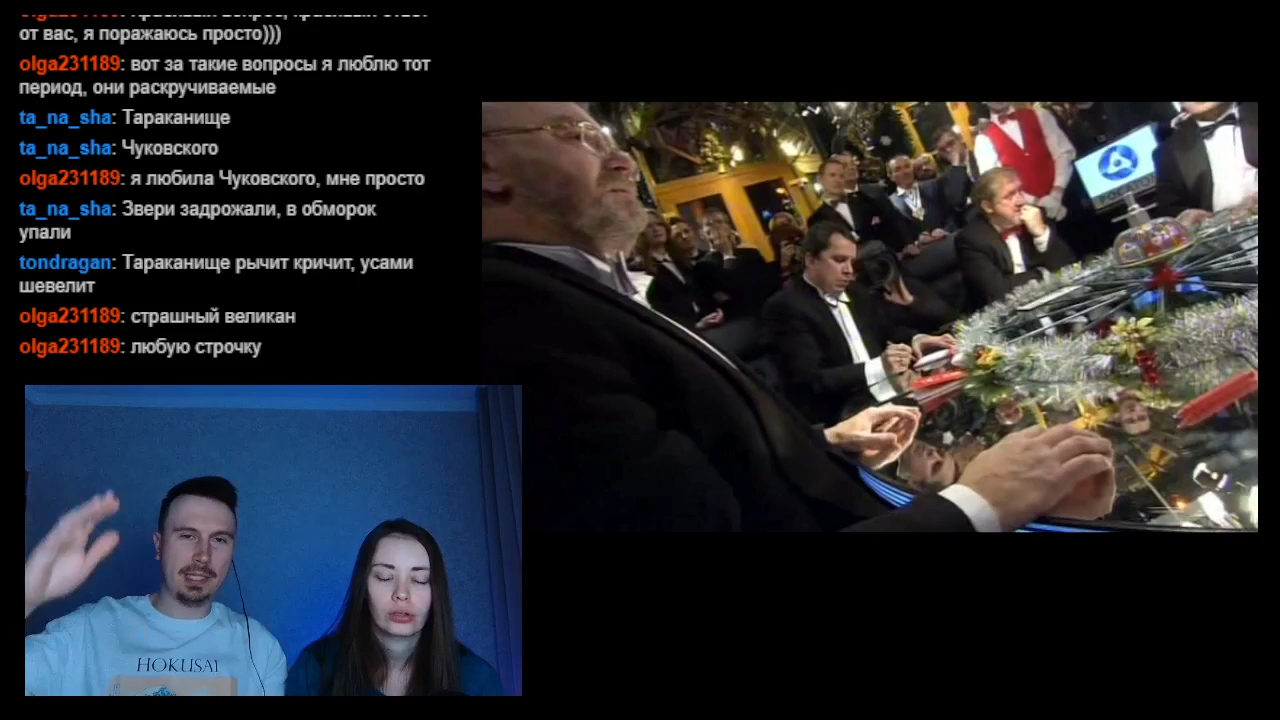 от вас, я поражаюсь просто)))
olga231189: вот за такие вопросы я люблю тот
период, они раскручиваемые
ta_na_sha: Тараканище
ta_na_sha: Чуковского
olga231189: я любила Чуковского, мне просто
ta_na_sha: Звери задрожали, в обморок
упали
tondragan: Тараканище рычит кричит, усами
шевелит
olga231189: страшный великан
olga231189: любую строчку
HOKUSAI